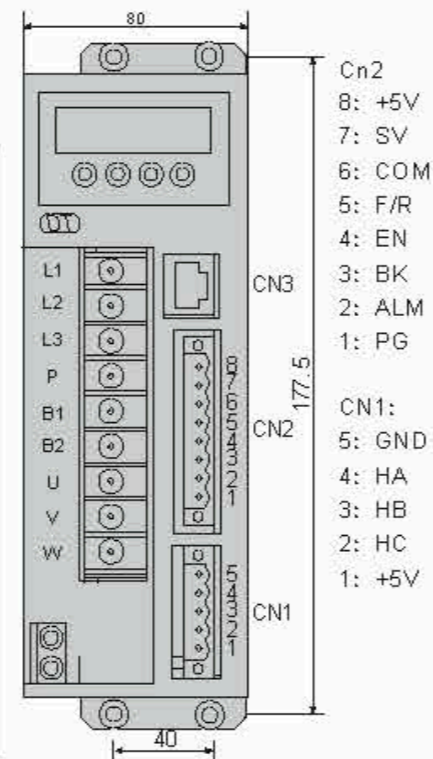 80
L1
L2
L3
P
B1
B2
U
V
W
CN3
8
7
6
5
4
3
2
1
CN2
5
4
3
2
1
CN1
40
177.5
Cn2
8: +5V
7: SV
6: COM
5: F/R
4: EN
3: BK
2: ALM
1: PG
CN1:
5: GND
4: HA
3: HB
2: HC
1: +5V